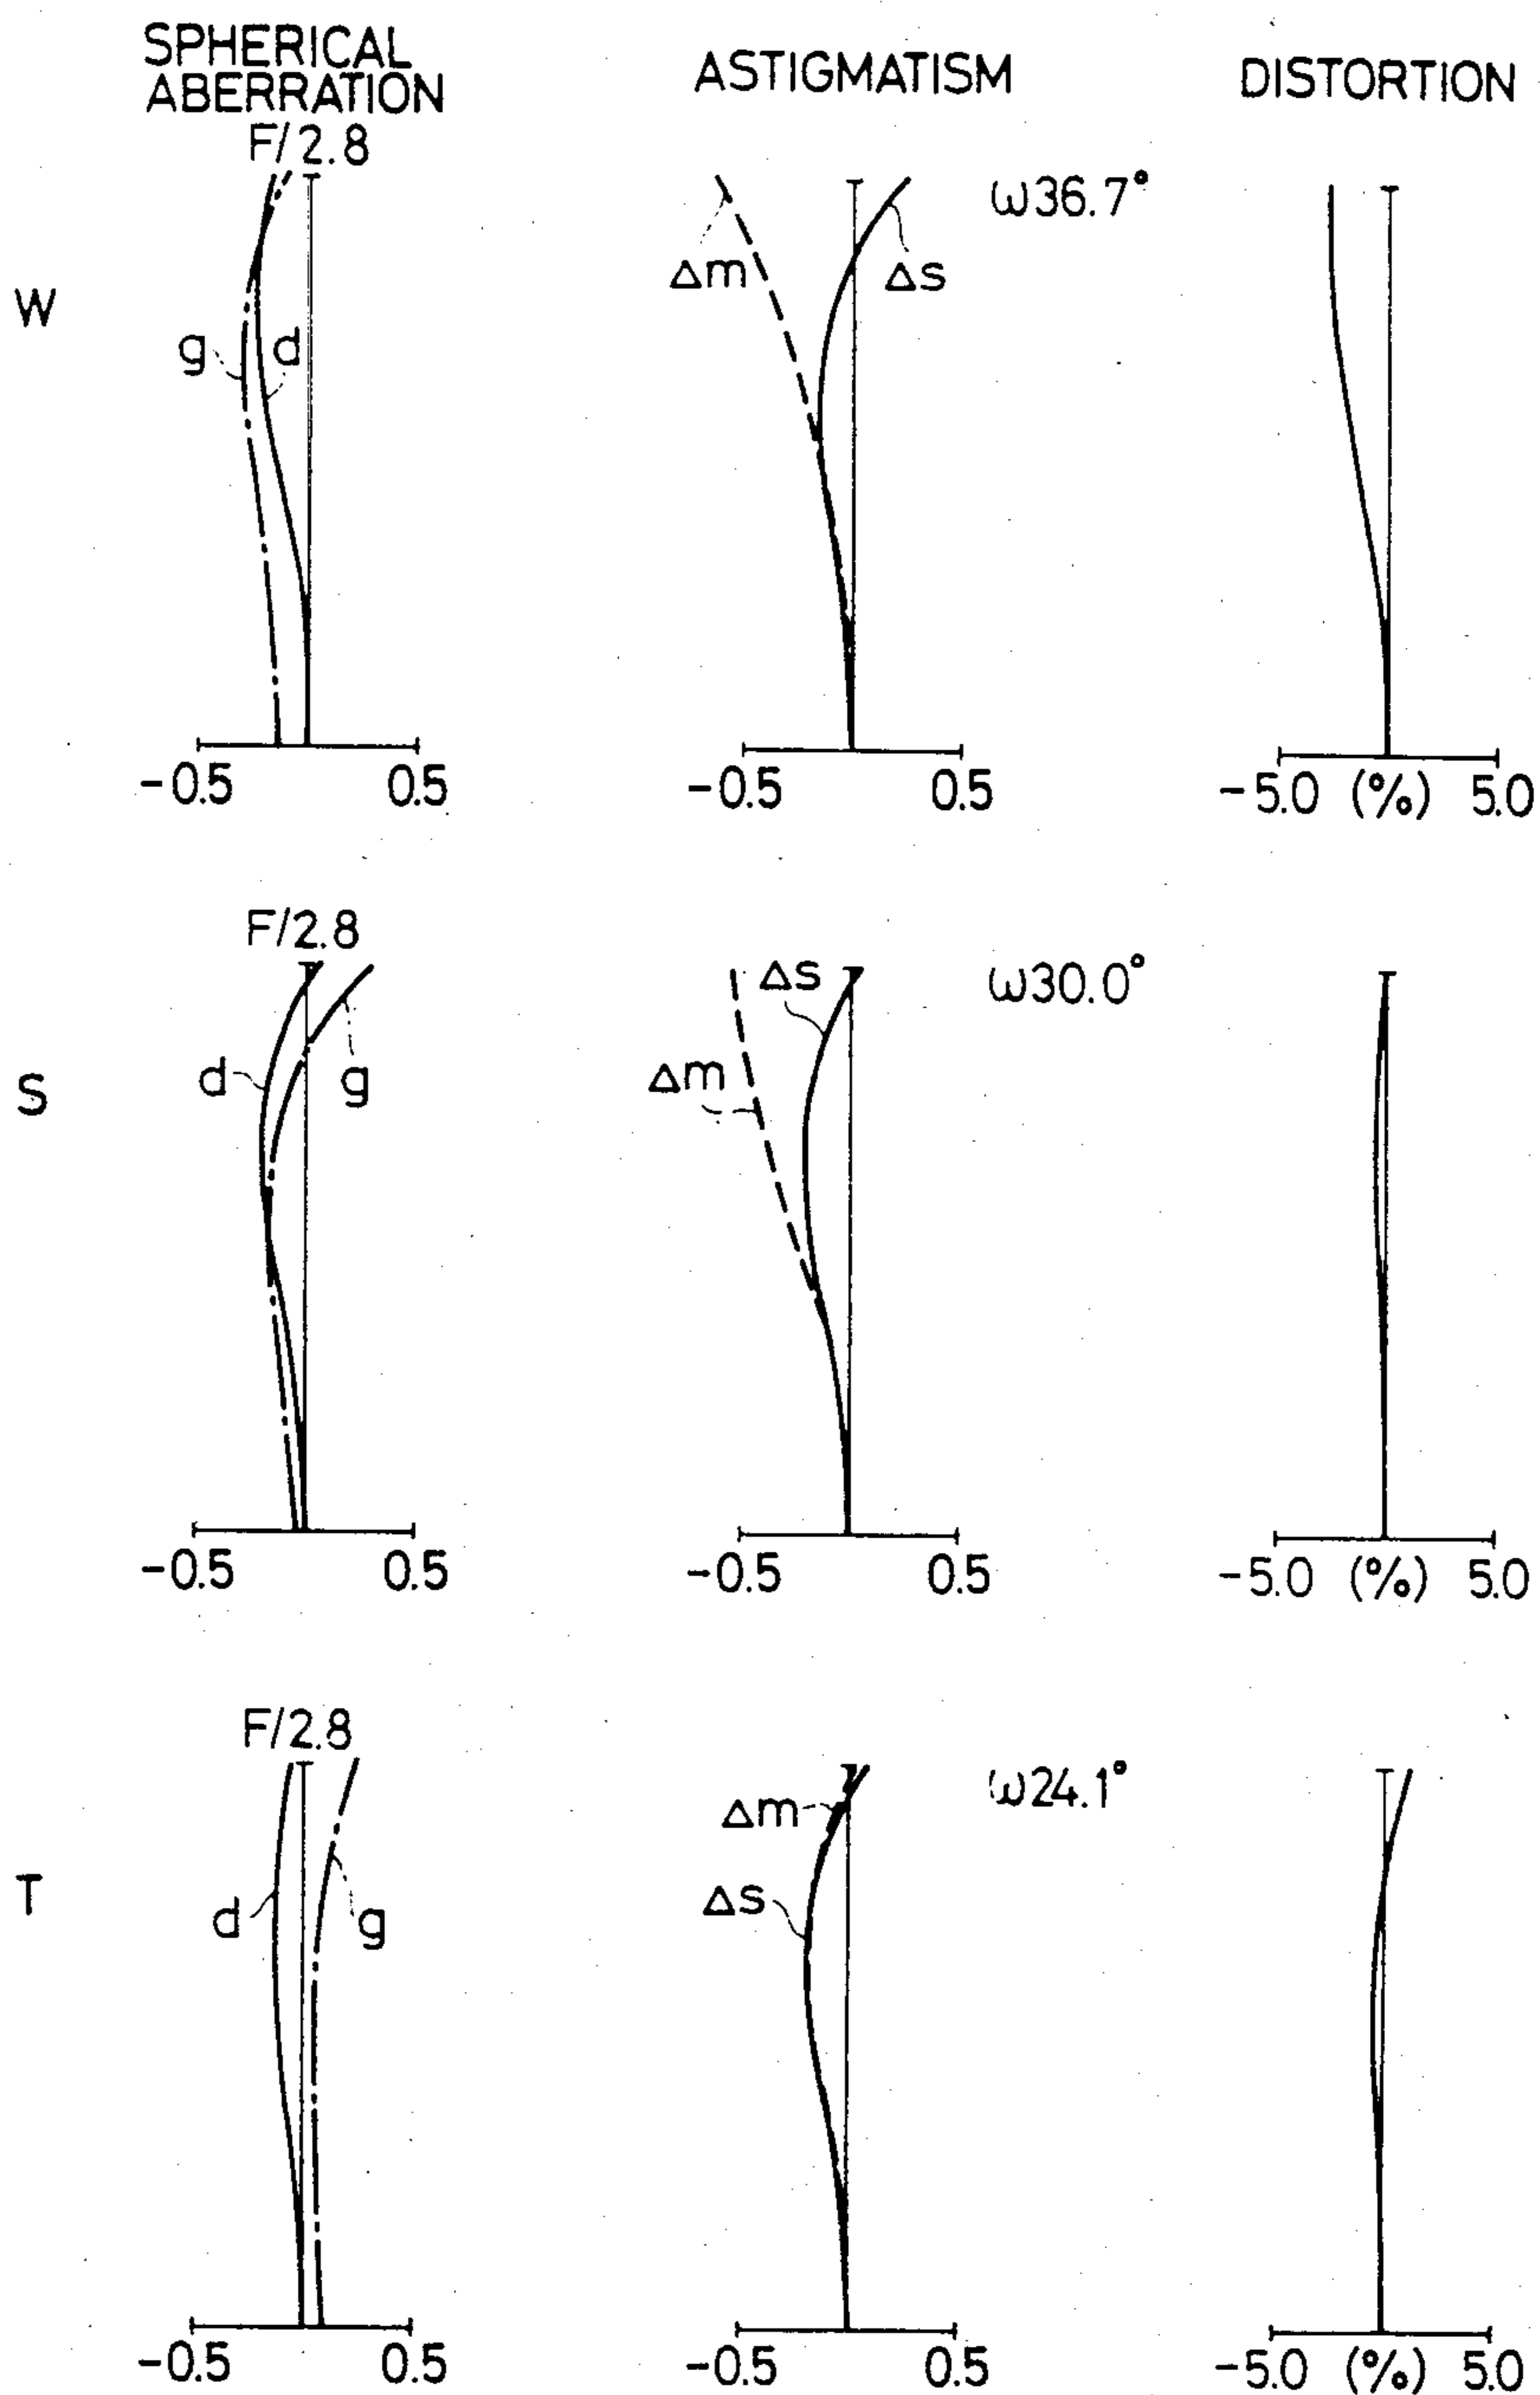 SPHERICAL
ABERRATION
ASTIGMATISM
DISTORTION
W
F/2.8
g
d
-0.5
0.5
Δm
Δs
ω36.7°
-0.5
0.5
-5.0 (%) 5.0
S
F/2.8
d
g
-0.5
0.5
Δs
Δm
ω30.0°
-0.5
0.5
-5.0 (%) 5.0
T
F/2.8
d
g
-0.5
0.5
Δm
Δs
ω24.1°
-0.5
0.5
-5.0 (%) 5.0